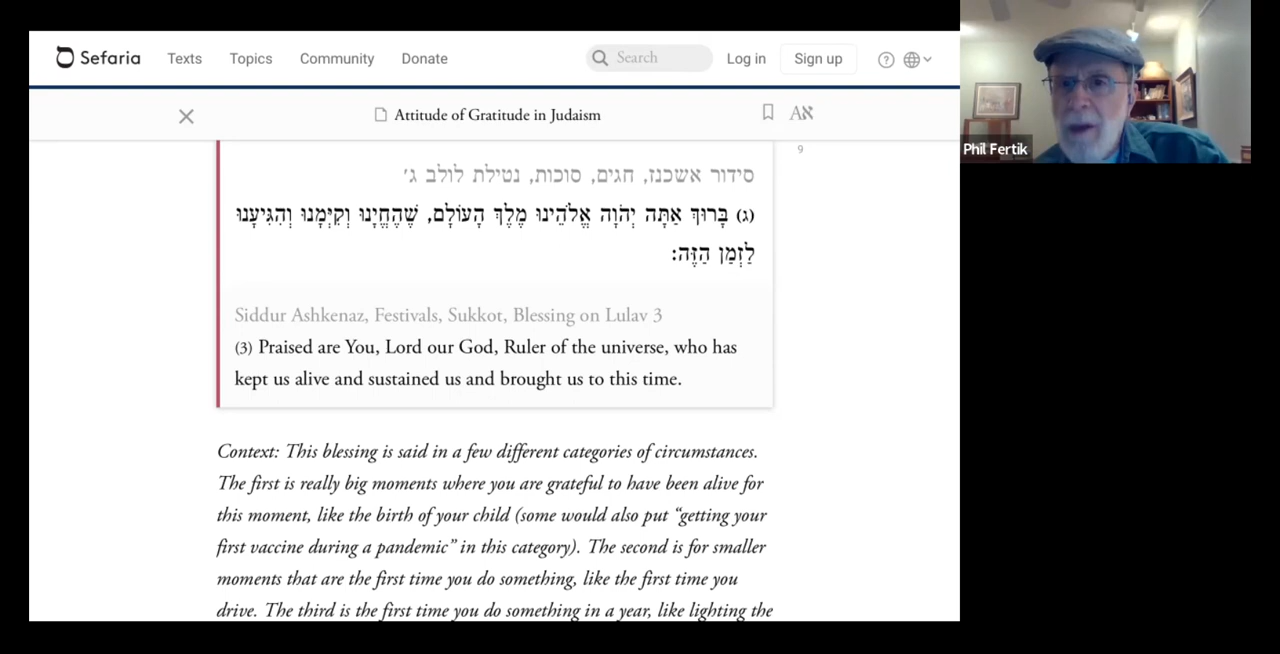 Sefaria Texts Topics Community Donate Search Log in Sign up
Attitude of Gratitude in Judaism
9
סידור אשכנז, חגים, סוכות, נטילת לולב ג׳
(ג) בָּרוּךְ אַתָּה יְהֹוָה אֱלֹהֵינוּ מֶלֶךְ הָעוֹלָם, שֶׁהֶחֱיָנוּ וְקִיְּמָנוּ וְהִגִּיעָנוּ
לַזְּמַן הַזֶּה:
Siddur Ashkenaz, Festivals, Sukkot, Blessing on Lulav 3
(3) Praised are You, Lord our God, Ruler of the universe, who has
kept us alive and sustained us and brought us to this time.
Context: This blessing is said in a few different categories of circumstances.
The first is really big moments where you are grateful to have been alive for
this moment, like the birth of your child (some would also put “getting your
first vaccine during a pandemic” in this category). The second is for smaller
moments that are the first time you do something, like the first time you
drive. The third is the first time you do something in a year, like lighting the
Phil Fertik